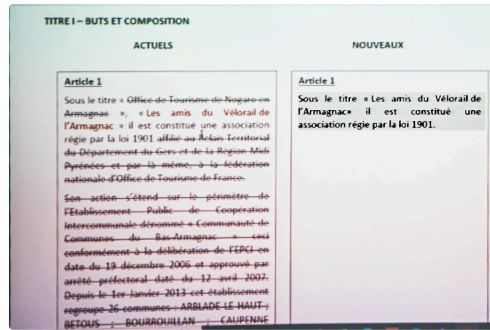 TITRE I – BUTS ET COMPOSITION
ACTUELS
NOUVEAUX
Article 1
Sous le titre « Office de Tourisme de Nogaro en
Armagnac », « Les amis du Vélorail de
l'Armagnac » il est constitué une association
régie par la loi 1901 affilié au Relais Territorial
du Département du Gers et de la Région Midi
Pyrénées et par là même, à la fédération
nationale d'Office de Tourisme de France.
Son action s'étend sur le périmètre de
l'Etablissement Public de Coopération
Intercommunale dénommé « Communauté de
Communes du Bas-Armagnac » ceci
conformément à la délibération de l'EPCI en
date du 19 décembre 2006 et approuvé par
arrêté préfectoral daté du 12 avril 2007.
Depuis le 1er Janvier 2013 cet établissement
regroupe 26 communes : ARBLADE LE HAUT ;
BETOUS ; BOURROUILLAN ; CAUPENNE
Article 1
Sous le titre « Les amis du Vélorail de
l'Armagnac» il est constitué une
association régie par la loi 1901.